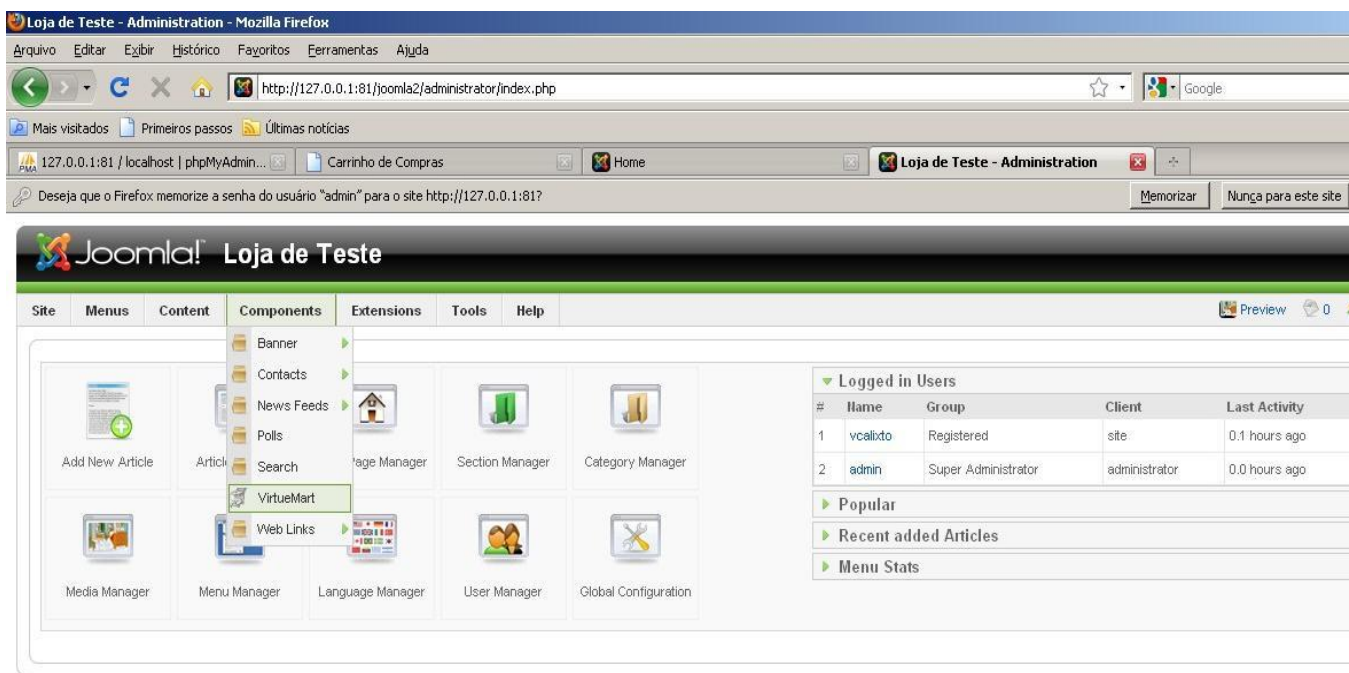 Loja de Teste - Administration - Mozilla Firefox
Arquivo Editar Exibir Histórico Favoritos Ferramentas Ajuda
http://127.0.0.1:81/joomla2/administrator/index.php Google
Mais visitados Primeiros passos Últimas notícias
127.0.0.1:81 / localhost | phpMyAdmin... Carrinho de Compras Home Loja de Teste - Administration
Deseja que o Firefox memorize a senha do usuário "admin" para o site http://127.0.0.1:81? Memorizar Nunca para este site
Joomla! Loja de Teste
Site Menus Content Components Extensions Tools Help Preview 0
Banner
Contacts
News Feeds
Polls
Search
VirtueMart
Web Links
Add New Article Page Manager Section Manager Category Manager
Media Manager Menu Manager Language Manager User Manager Global Configuration
Logged in Users
# Name Group Client Last Activity
1 vcalixto Registered site 0.1 hours ago
2 admin Super Administrator administrator 0.0 hours ago
Popular
Recent added Articles
Menu Stats